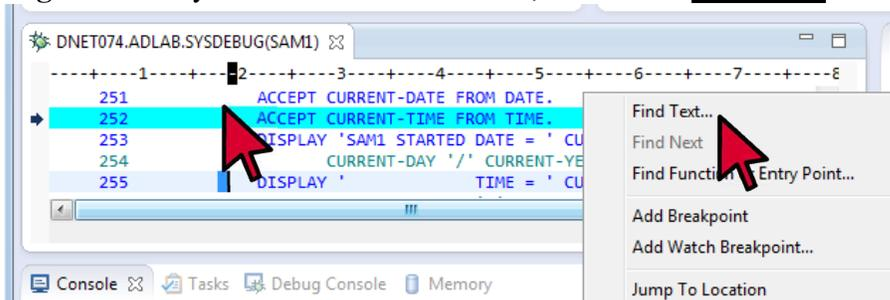 DNET074.ADLAB.SYSDEBUG(SAM1)
----+----1----+----2----+----3----+----4----+----5----+----6----+----7----+----8
251 ACCEPT CURRENT-DATE FROM DATE.
252 ACCEPT CURRENT-TIME FROM TIME.
253 DISPLAY 'SAM1 STARTED DATE = ' CU
254 CURRENT-DAY '/' CURRENT-YE
255 DISPLAY ' TIME = ' CU
Find Text...
Find Next
Find Function Entry Point...
Add Breakpoint
Add Watch Breakpoint...
Jump To Location
Console Tasks Debug Console Memory